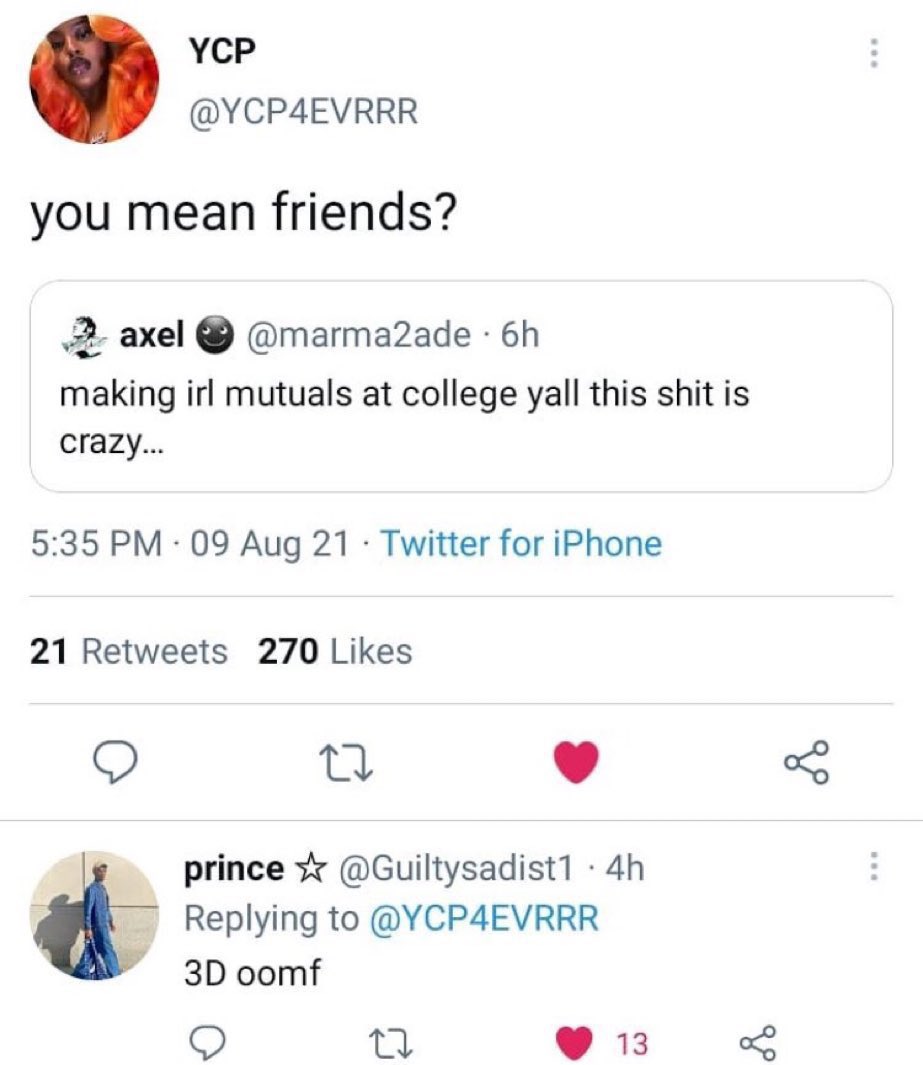 YCP
@YCP4EVRRR
you mean friends?
axel 🌚 @marma2ade · 6h
making irl mutuals at college yall this shit is
crazy...
5:35 PM · 09 Aug 21 · Twitter for iPhone
21 Retweets 270 Likes
prince ☆ @Guiltysadist1 · 4h
Replying to @YCP4EVRRR
3D oomf
13